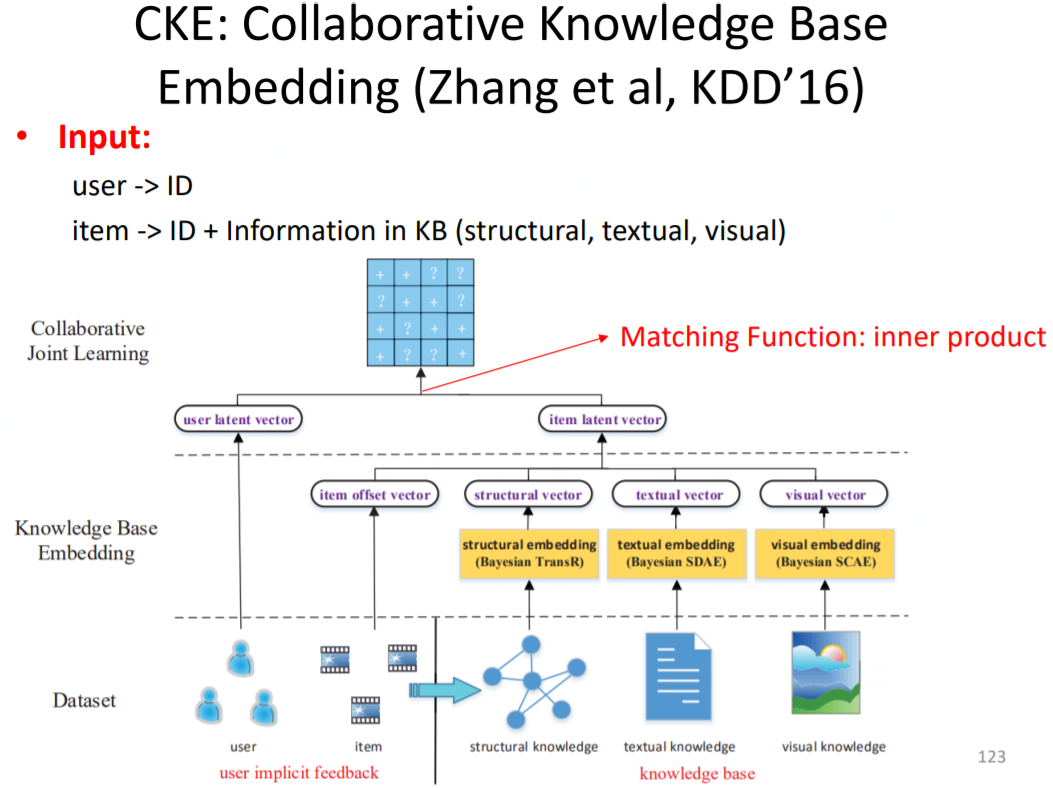 CKE: Collaborative Knowledge Base
Embedding (Zhang et al, KDD’16)
• Input:
user -> ID
item -> ID + Information in KB (structural, textual, visual)
+ + ? ?
? + + ?
+ ? + +
+ ? ? +
Collaborative
Joint Learning
Matching Function: inner product
user latent vector
item latent vector
item offset vector
structural vector
textual vector
visual vector
Knowledge Base
Embedding
structural embedding
(Bayesian TransR)
textual embedding
(Bayesian SDAE)
visual embedding
(Bayesian SCAE)
Dataset
user
item
structural knowledge
textual knowledge
visual knowledge
user implicit feedback
knowledge base
123